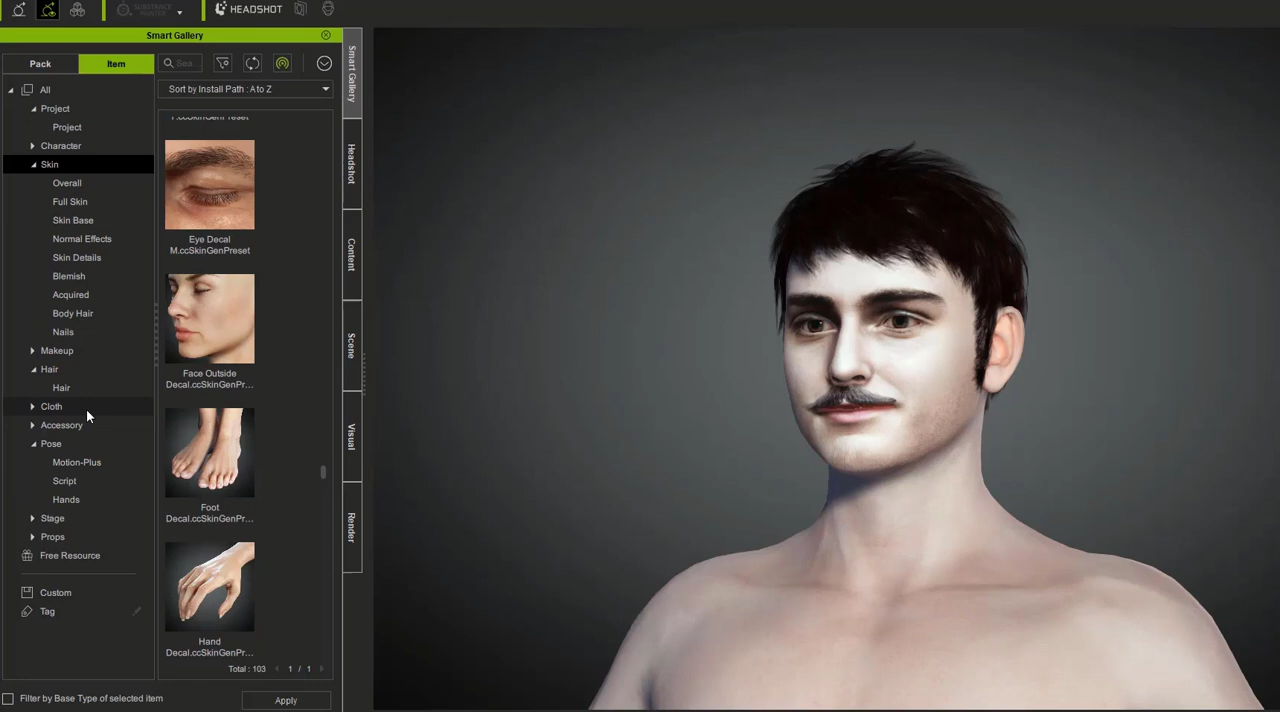 SUBSTANCE
PAINTER
HEADSHOT
Smart Gallery
Pack
Item
Sea...
Sort by Install Path : A to Z
All
Project
Project
Character
Skin
Overall
Full Skin
Skin Base
Normal Effects
Skin Details
Blemish
Acquired
Body Hair
Nails
Makeup
Hair
Hair
Cloth
Accessory
Pose
Motion-Plus
Script
Hands
Stage
Props
Free Resource
Custom
Tag
Filter by Base Type of selected item
Eye Decal
M.ccSkinGenPreset
Face Outside
Decal.ccSkinGenPr...
Foot
Decal.ccSkinGenPr...
Hand
Decal.ccSkinGenPr...
Total : 103
1 / 1
Apply
Smart Gallery
Headshot
Content
Scene
Visual
Render